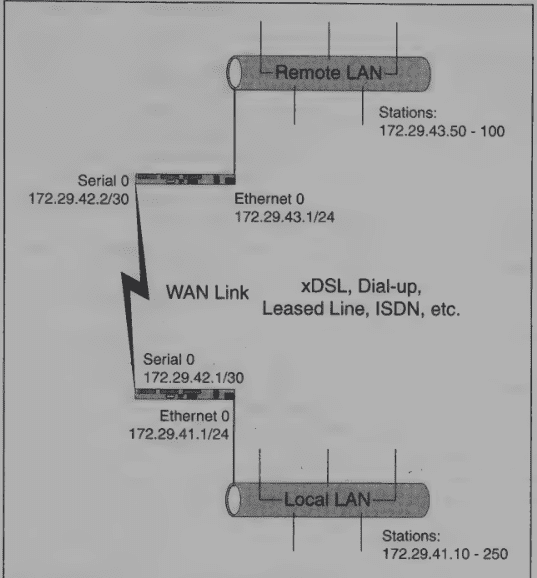 Remote LAN
Stations:
172.29.43.50 - 100
Serial 0
172.29.42.2/30
Ethernet 0
172.29.43.1/24
WAN Link
xDSL, Dial-up,
Leased Line, ISDN, etc.
Serial 0
172.29.42.1/30
Ethernet 0
172.29.41.1/24
Local LAN
Stations:
172.29.41.10 - 250